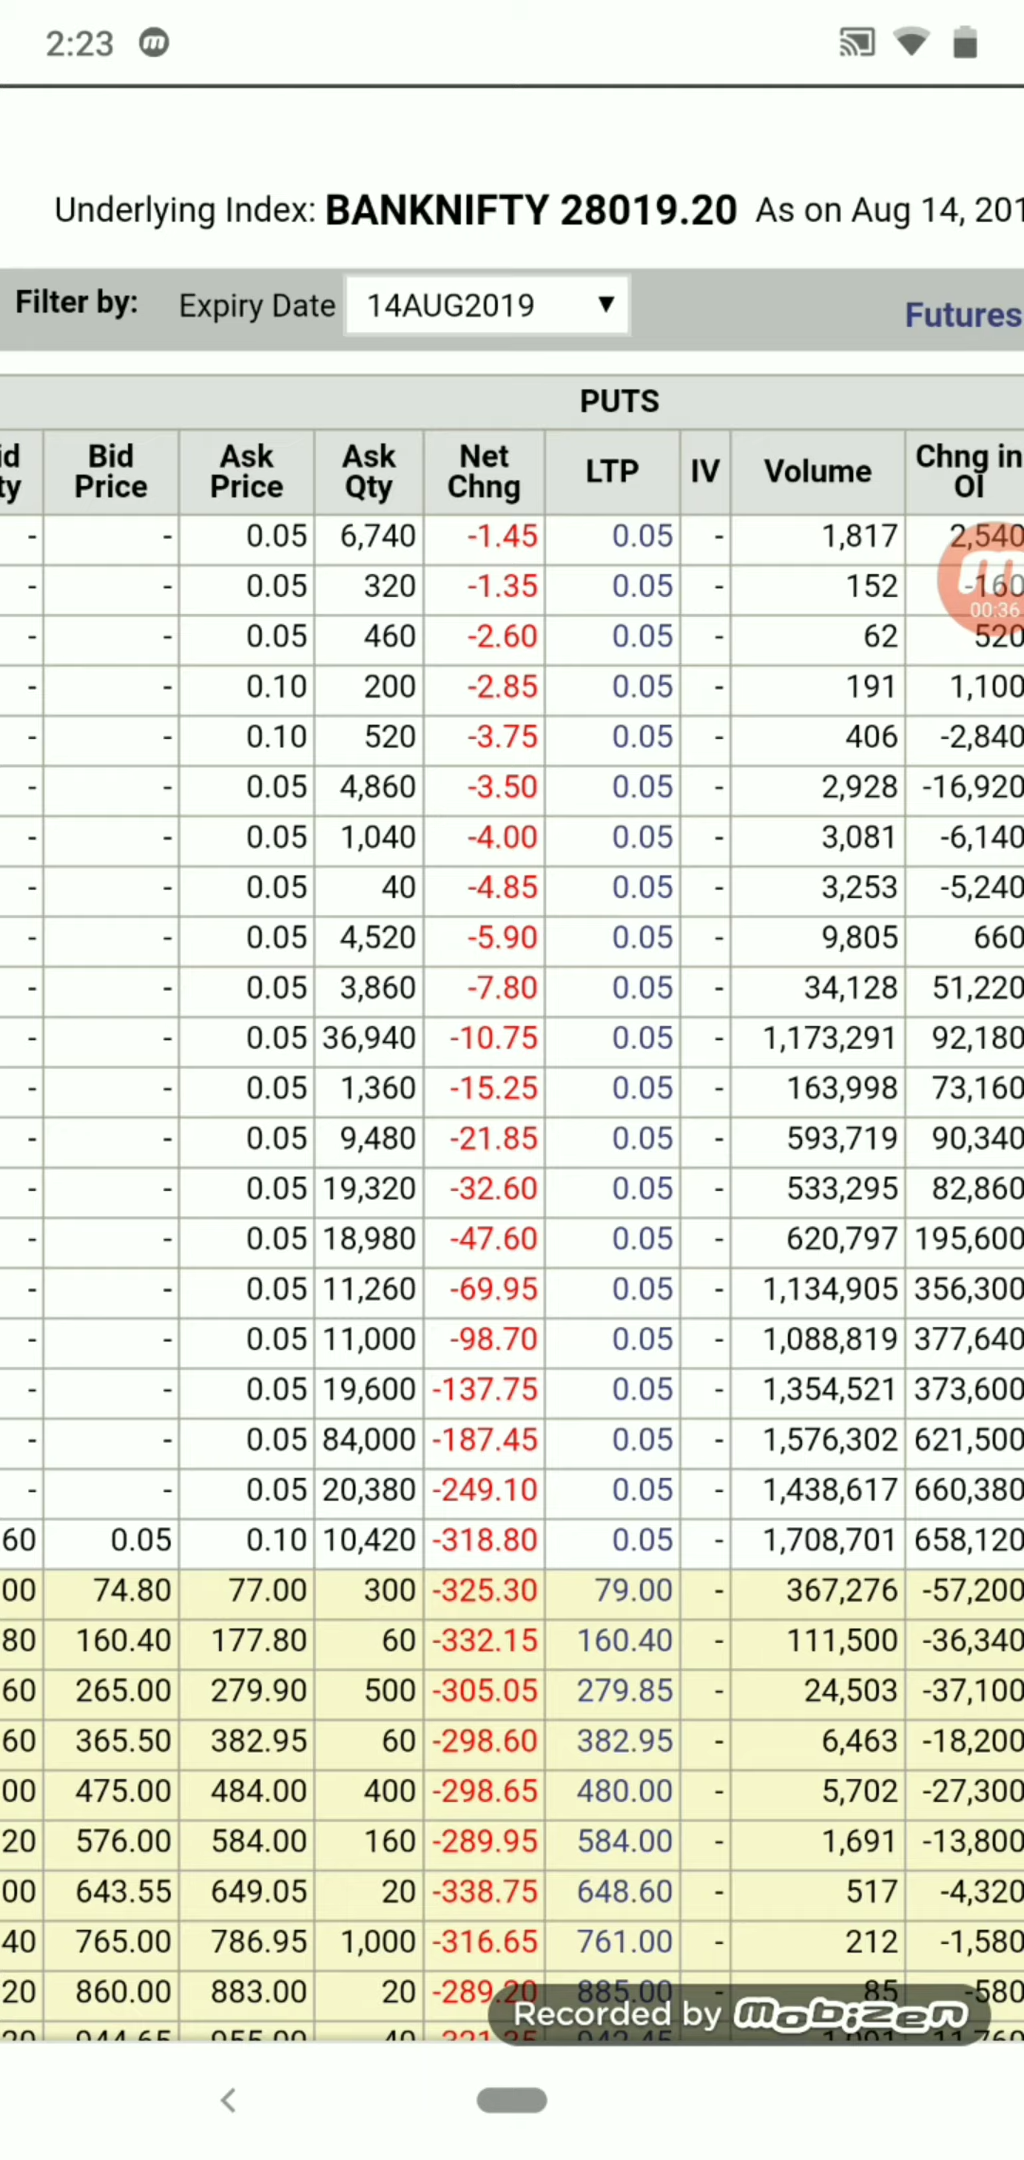 2:23
Underlying Index: BANKNIFTY 28019.20 As on Aug 14, 201
Filter by: Expiry Date 14AUG2019 ▼ Futures
PUTS
id ty Bid Price Ask Price Ask Qty Net Chng LTP IV Volume Chng in OI
- - 0.05 6,740 -1.45 0.05 - 1,817 2,540
- - 0.05 320 -1.35 0.05 - 152 -160
00:36
- - 0.05 460 -2.60 0.05 - 62 520
- - 0.10 200 -2.85 0.05 - 191 1,100
- - 0.10 520 -3.75 0.05 - 406 -2,840
- - 0.05 4,860 -3.50 0.05 - 2,928 -16,920
- - 0.05 1,040 -4.00 0.05 - 3,081 -6,140
- - 0.05 40 -4.85 0.05 - 3,253 -5,240
- - 0.05 4,520 -5.90 0.05 - 9,805 660
- - 0.05 3,860 -7.80 0.05 - 34,128 51,220
- - 0.05 36,940 -10.75 0.05 - 1,173,291 92,180
- - 0.05 1,360 -15.25 0.05 - 163,998 73,160
- - 0.05 9,480 -21.85 0.05 - 593,719 90,340
- - 0.05 19,320 -32.60 0.05 - 533,295 82,860
- - 0.05 18,980 -47.60 0.05 - 620,797 195,600
- - 0.05 11,260 -69.95 0.05 - 1,134,905 356,300
- - 0.05 11,000 -98.70 0.05 - 1,088,819 377,640
- - 0.05 19,600 -137.75 0.05 - 1,354,521 373,600
- - 0.05 84,000 -187.45 0.05 - 1,576,302 621,500
- - 0.05 20,380 -249.10 0.05 - 1,438,617 660,380
60 0.05 0.10 10,420 -318.80 0.05 - 1,708,701 658,120
00 74.80 77.00 300 -325.30 79.00 - 367,276 -57,200
80 160.40 177.80 60 -332.15 160.40 - 111,500 -36,340
60 265.00 279.90 500 -305.05 279.85 - 24,503 -37,100
60 365.50 382.95 60 -298.60 382.95 - 6,463 -18,200
00 475.00 484.00 400 -298.65 480.00 - 5,702 -27,300
20 576.00 584.00 160 -289.95 584.00 - 1,691 -13,800
00 643.55 649.05 20 -338.75 648.60 - 517 -4,320
40 765.00 786.95 1,000 -316.65 761.00 - 212 -1,580
20 860.00 883.00 20 -289.20 885.00 - 85 -580
Recorded by Mobizen